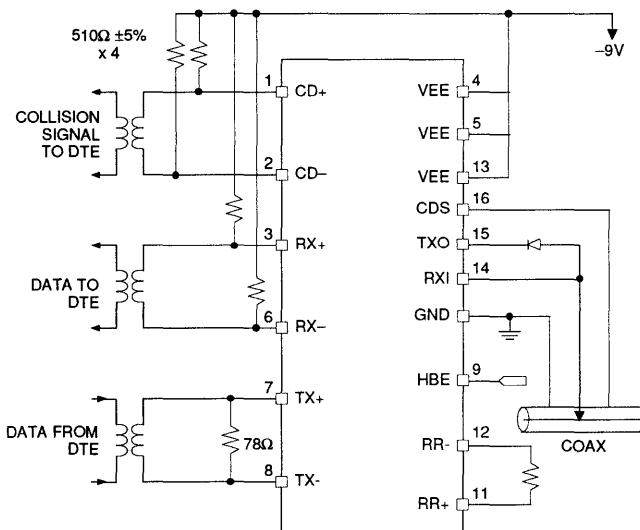 510Ω ±5%
x 4
–9V
1
CD+
COLLISION
SIGNAL
TO DTE
2
CD–
3
RX+
DATA TO
DTE
6
RX–
7
TX+
DATA FROM
DTE
78Ω
8
TX-
VEE
4
VEE
5
VEE
13
CDS
16
TXO
15
RXI
14
GND
HBE
9
COAX
RR-
12
RR+
11